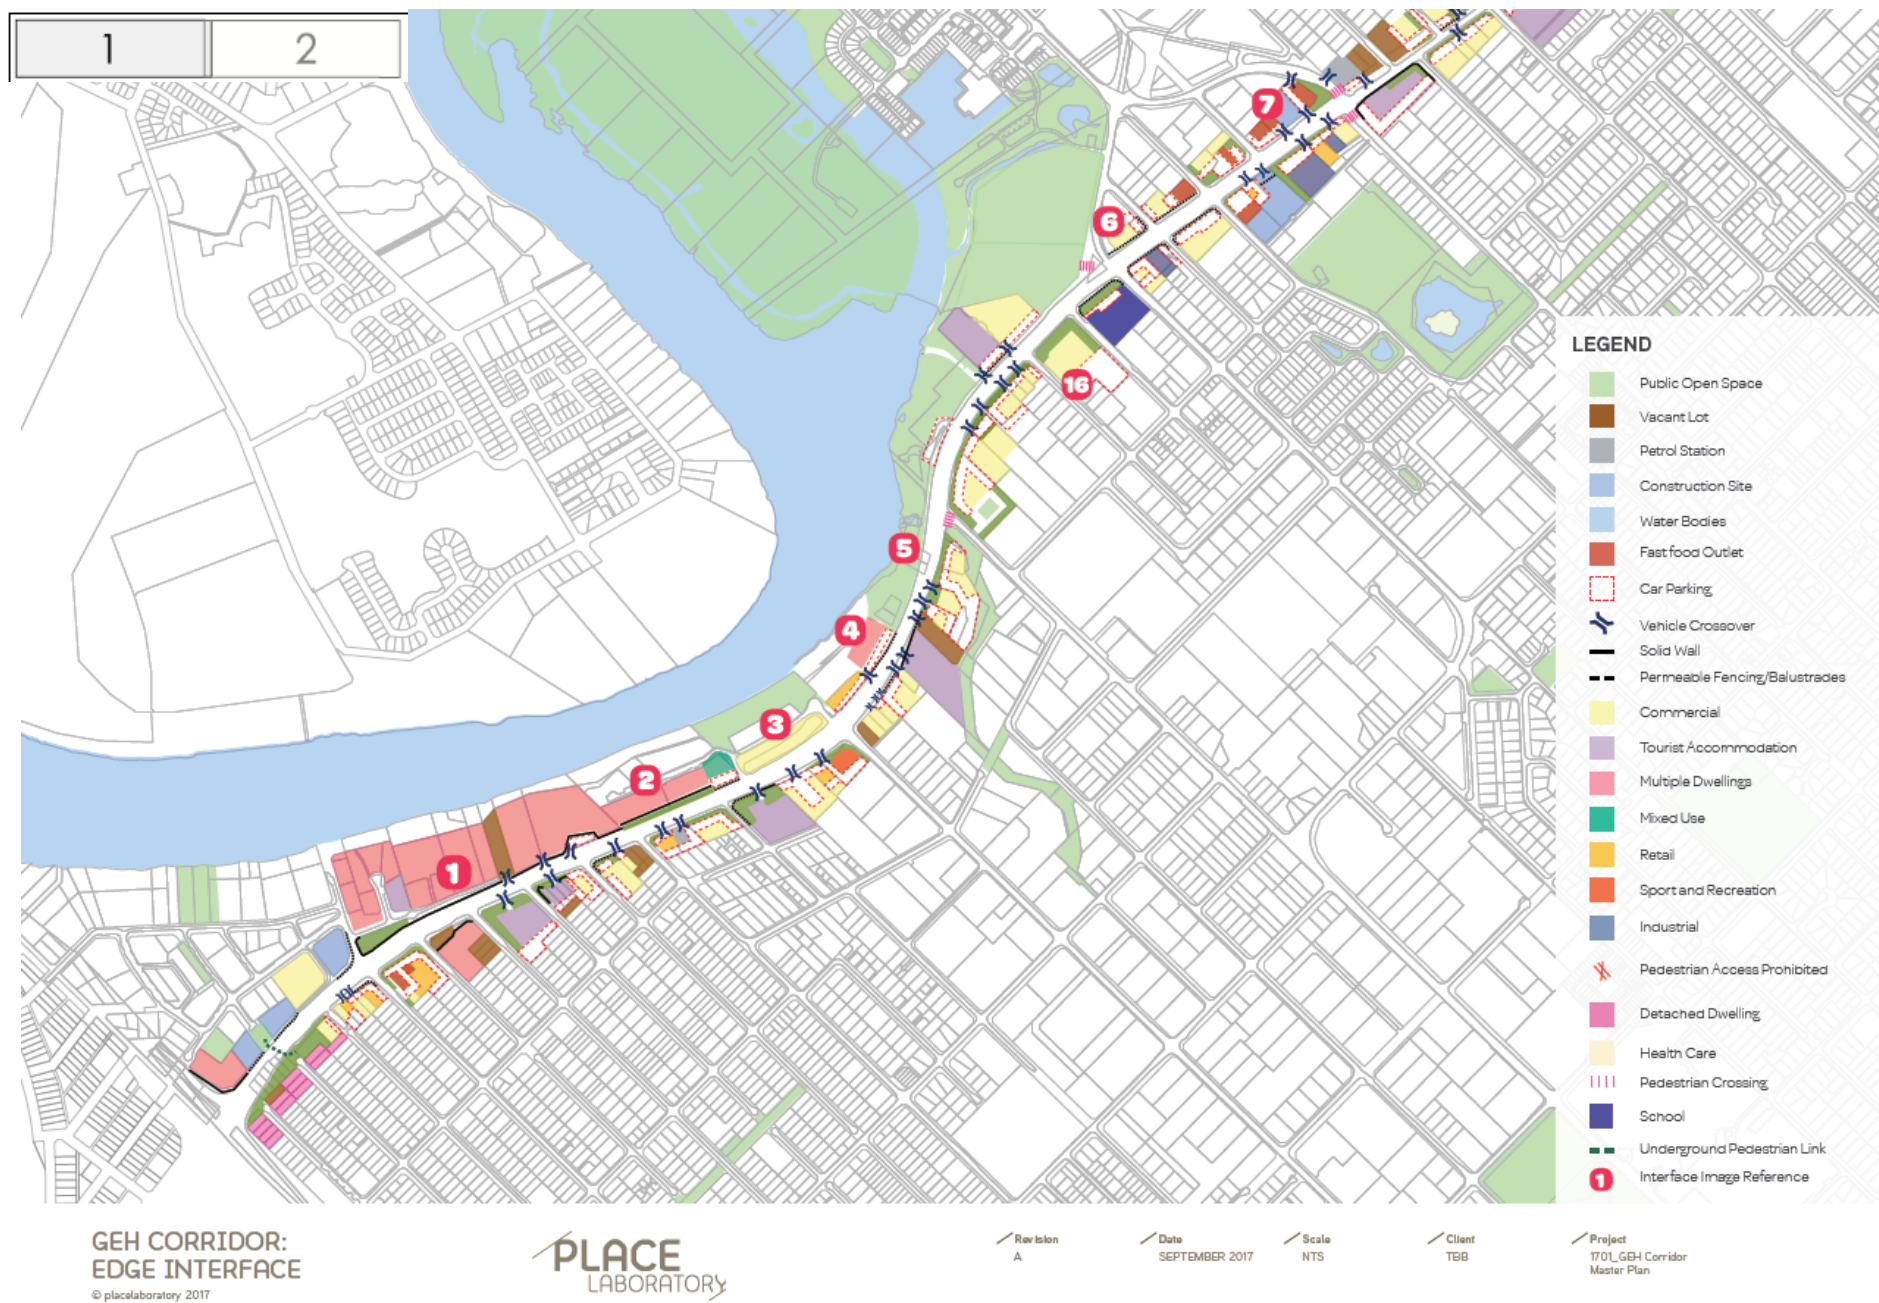 1
2
7
6
16
5
4
3
2
1
LEGEND
Public Open Space
Vacant Lot
Petrol Station
Construction Site
Water Bodies
Fast food Outlet
Car Parking
Vehicle Crossover
Solid Wall
Permeable Fencing/Balustrades
Commercial
Tourist Accommodation
Multiple Dwellings
Mixed Use
Retail
Sport and Recreation
Industrial
Pedestrian Access Prohibited
Detached Dwelling
Health Care
Pedestrian Crossing
School
Underground Pedestrian Link
1 Interface Image Reference
GEH CORRIDOR:
EDGE INTERFACE
© placelaboratory 2017
PLACE
LABORATORY
Revision
A
Date
SEPTEMBER 2017
Scale
NTS
Client
TBB
Project
1701_GEH Corridor
Master Plan